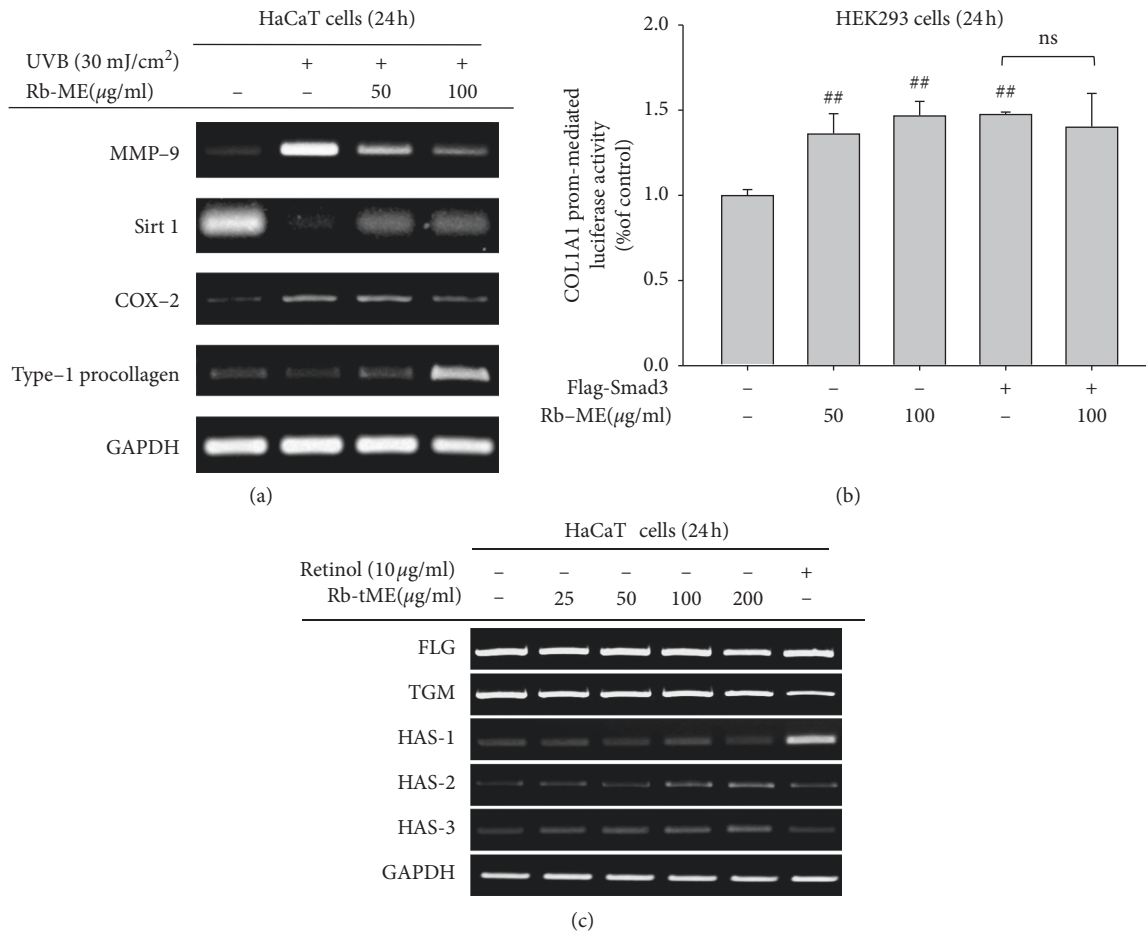 HaCaT cells (24 h)
UVB (30 mJ/cm²) + + +
Rb-ME(μg/ml) – – 50 100
MMP–9
Sirt 1
COX–2
Type–1 procollagen
GAPDH
(a)
HEK293 cells (24 h)
COL1A1 prom-mediated
luciferase activity
(%of control)
2.0
1.5
1.0
0.5
0.0
## ## ## ns
Flag-Smad3 – – – + +
Rb–ME(μg/ml) – 50 100 – 100
(b)
HaCaT cells (24 h)
Retinol (10 μg/ml) – – – – – +
Rb-tME(μg/ml) – 25 50 100 200 –
FLG
TGM
HAS-1
HAS-2
HAS-3
GAPDH
(c)